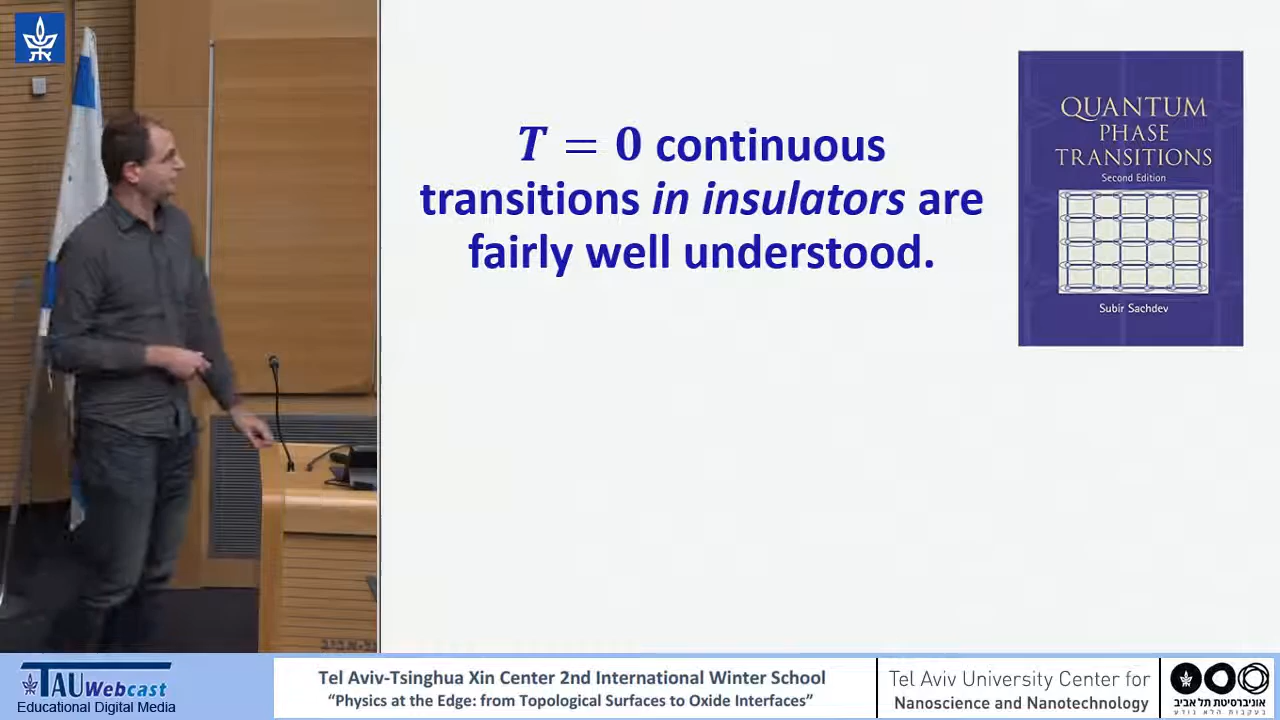 T = 0 continuous
transitions in insulators are
fairly well understood.
QUANTUM
PHASE
TRANSITIONS
Second Edition
Subir Sachdev
TAU Webcast
Educational Digital Media
Tel Aviv-Tsinghua Xin Center 2nd International Winter School
“Physics at the Edge: from Topological Surfaces to Oxide Interfaces”
Tel Aviv University Center for
Nanoscience and Nanotechnology
אוניברסיטת תל אביב